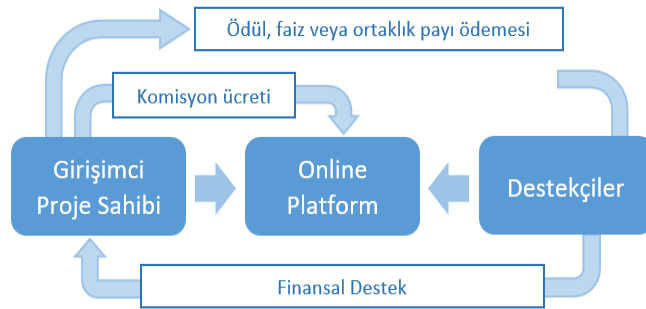 Ödül, faiz veya ortaklık payı ödemesi
Komisyon ücreti
Girişimci
Proje Sahibi
Online
Platform
Destekçiler
Finansal Destek